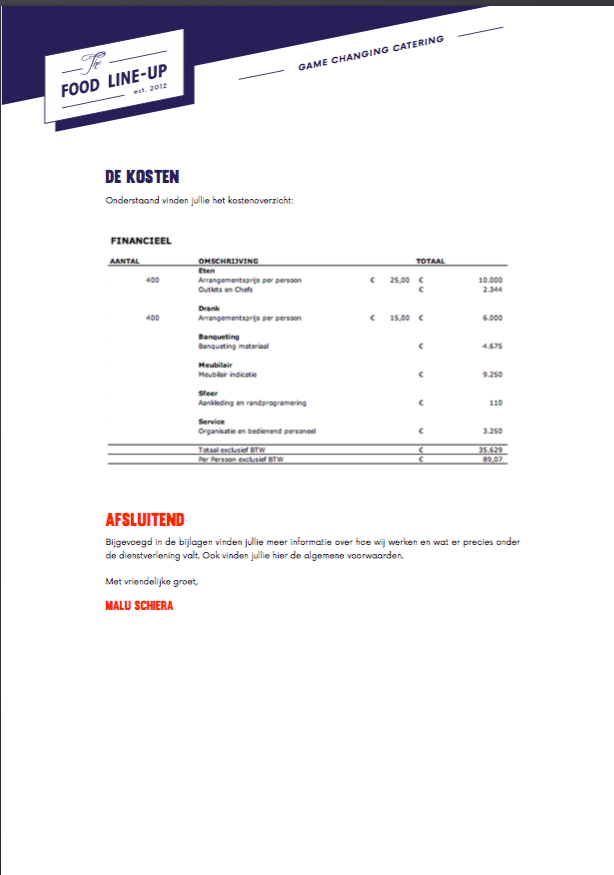 The
FOOD LINE-UP
est. 2012
GAME CHANGING CATERING
DE KOSTEN
Onderstaand vinden jullie het kostenoverzicht:
FINANCIEEL
AANTAL OMSCHRIJVING TOTAAL
Eten
400 Arrangementsprijs per persoon € 25,00 € 10.000
Outlets en Chefs € 2.344
Drank
400 Arrangementsprijs per persoon € 15,00 € 6.000
Banqueting
Banqueting materiaal € 4.675
Meubilair
Meubilair indicatie € 9.250
Sfeer
Aankleding en randprogramering € 110
Service
Organisatie en bedienend personeel € 3.250
Totaal exclusief BTW € 35.629
Per Persoon exclusief BTW € 89,07
AFSLUITEND
Bijgevoegd in de bijlagen vinden jullie meer informatie over hoe wij werken en wat er precies onder
de dienstverlening valt. Ook vinden jullie hier de algemene voorwaarden.
Met vriendelijke groet,
MALU SCHIERA